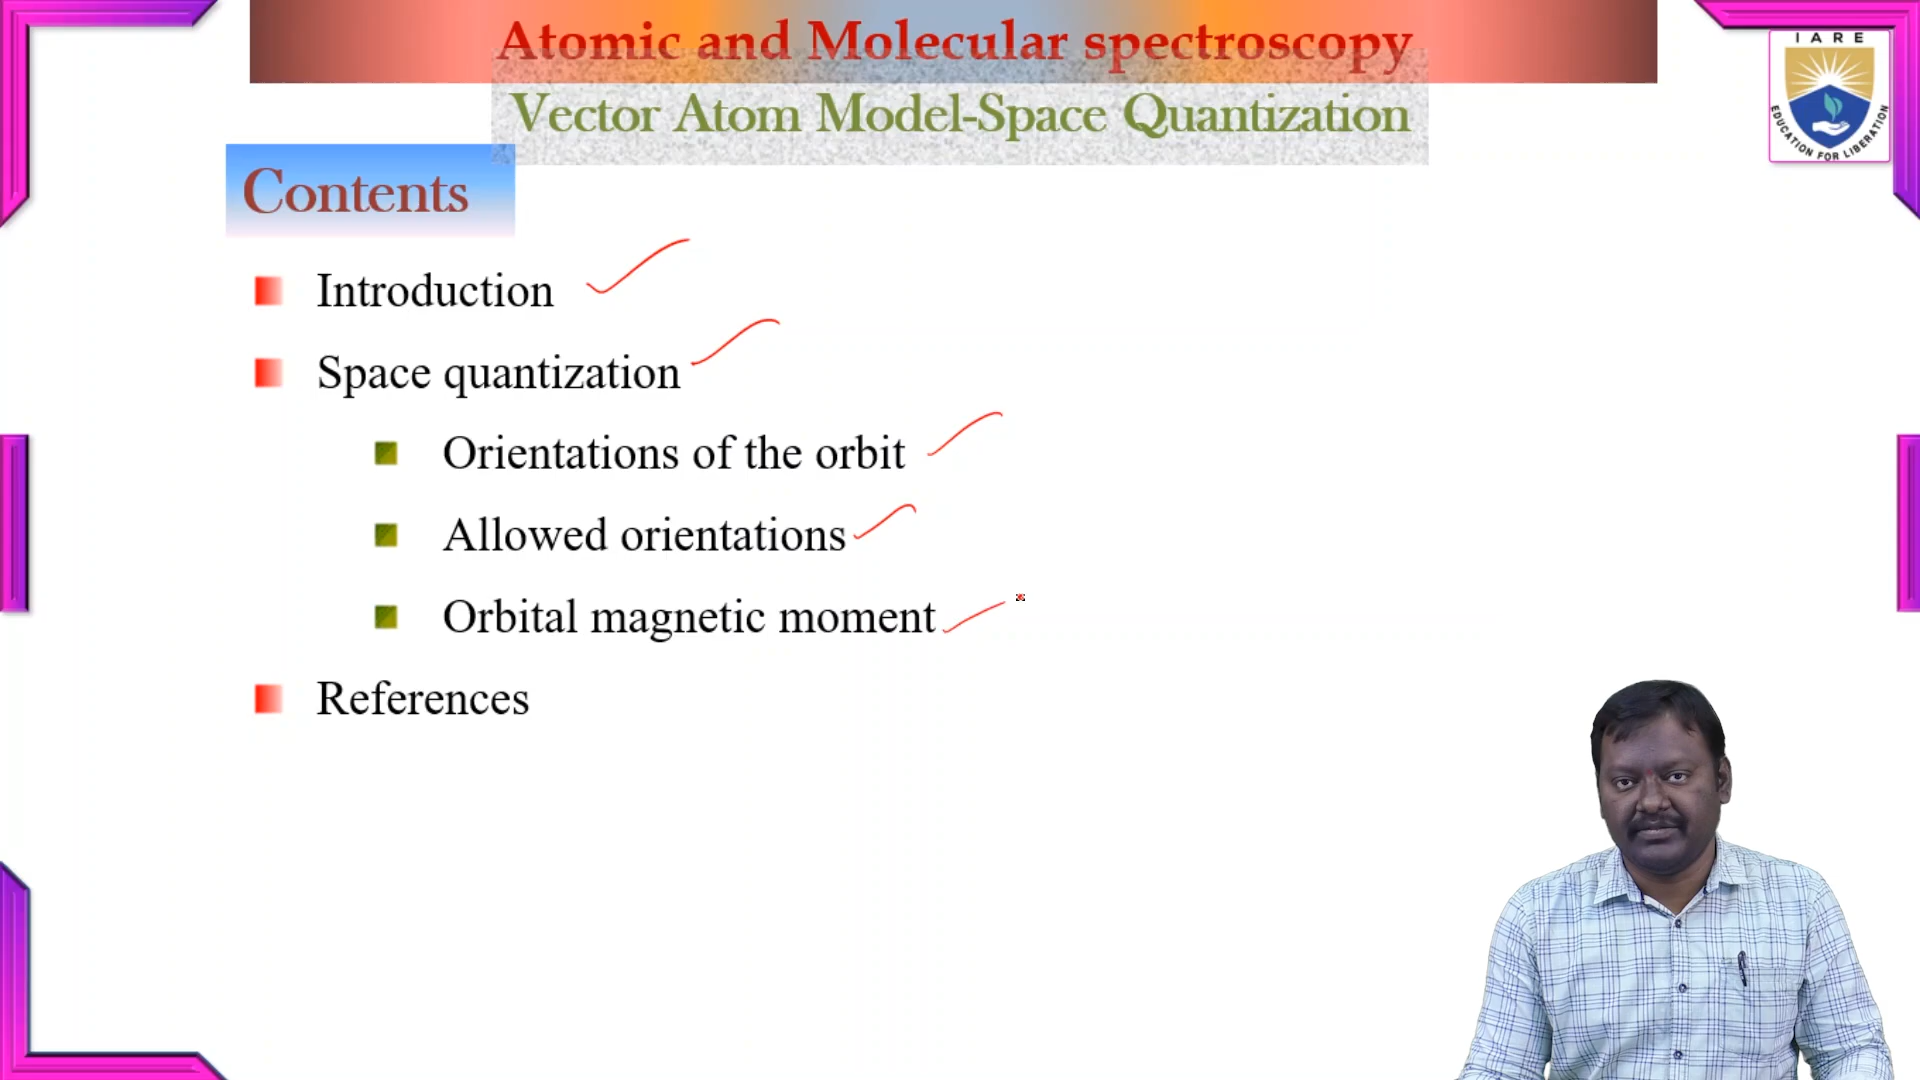 Atomic and Molecular spectroscopy
Vector Atom Model-Space Quantization
IARE
EDUCATION FOR LIBERATION
Contents
Introduction
Space quantization
Orientations of the orbit
Allowed orientations
Orbital magnetic moment
References